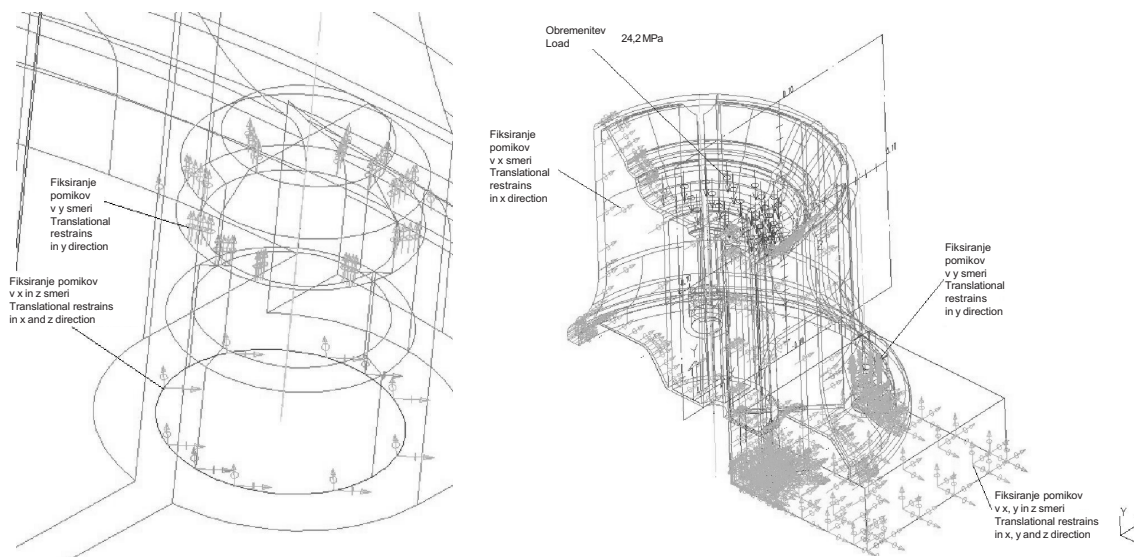 Fiksiranje
pomikov
v y smeri
Translational
restrains
in y direction
Fiksiranje pomikov
v x in z smeri
Translational restrains
in x and z direction
Obremenitev
Load
24,2 MPa
Fiksiranje
pomikov
v x smeri
Translational
restrains
in x direction
Fiksiranje
pomikov
v y smeri
Translational
restrains
in y direction
Fiksiranje pomikov
v x, y in z smeri
Translational restrains
in x, y and z direction
Y